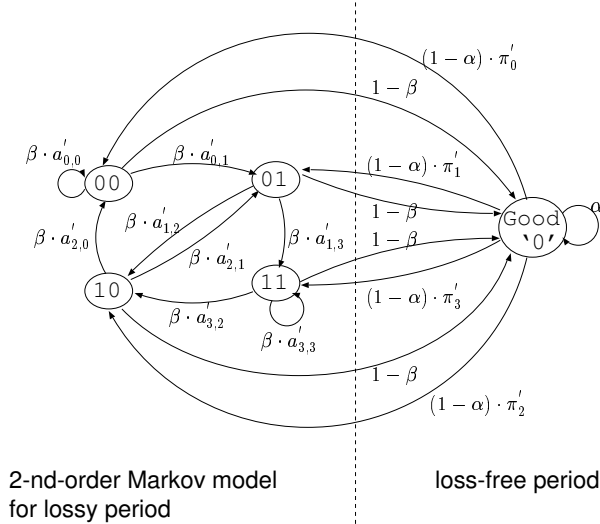 (1 − α) · π′0
1 − β
β · a′0,0
β · a′0,1
(1 − α) · π′1
00
01
α
Good
'0'
β · a′1,2
1 − β
β · a′2,0
β · a′1,3
1 − β
β · a′2,1
10
11
(1 − α) · π′3
β · a′3,2
β · a′3,3
1 − β
(1 − α) · π′2
2-nd-order Markov model
for lossy period
loss-free period